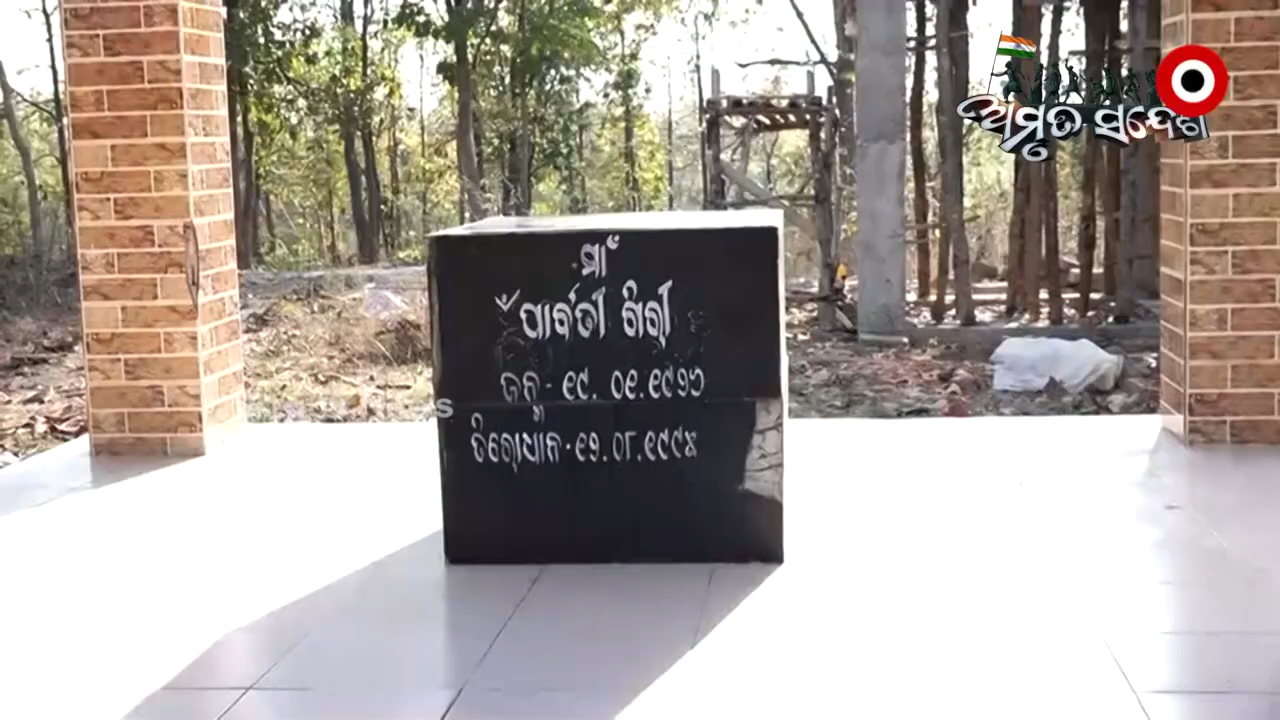 ଅମୃତ ସନ୍ଦେଶ
ମାଁ
ପାର୍ବତୀ ଗିରୀ
ଜନ୍ମ - ୧୯. ୦୧.୧୯୨୬
ତିରୋଧାନ - ୧୭.୦୮.୧୯୯୫